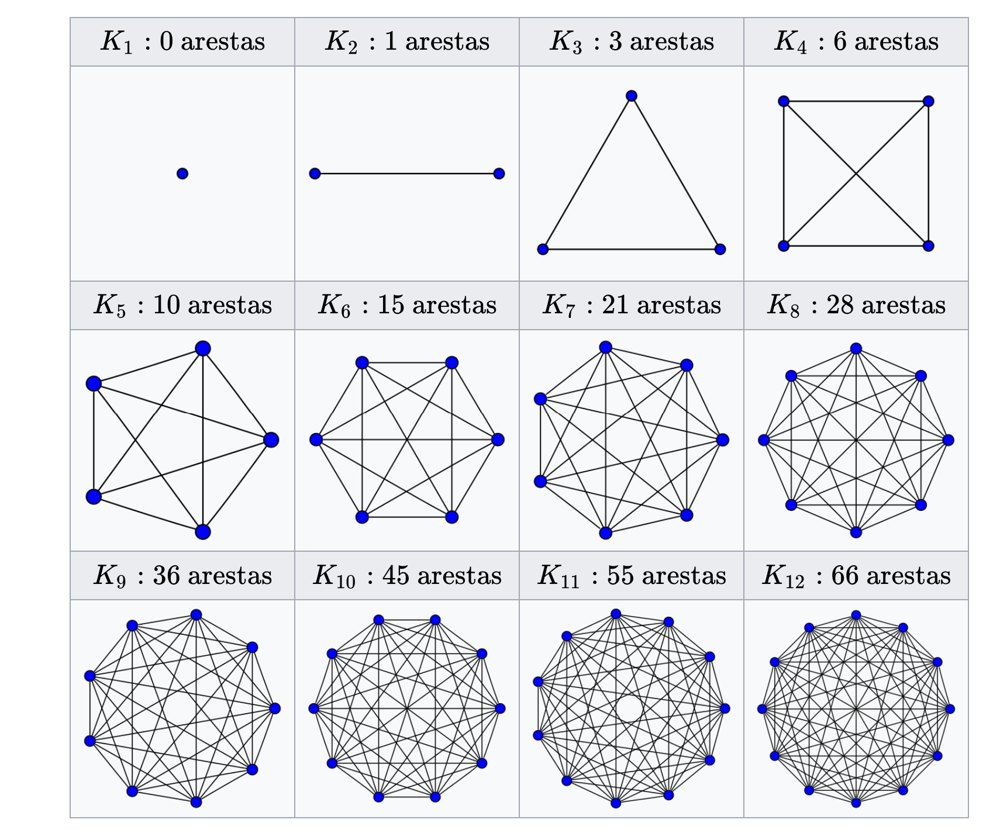 K₁ : 0 arestas
K₂ : 1 arestas
K₃ : 3 arestas
K₄ : 6 arestas
K₅ : 10 arestas
K₆ : 15 arestas
K₇ : 21 arestas
K₈ : 28 arestas
K₉ : 36 arestas
K₁₀ : 45 arestas
K₁₁ : 55 arestas
K₁₂ : 66 arestas